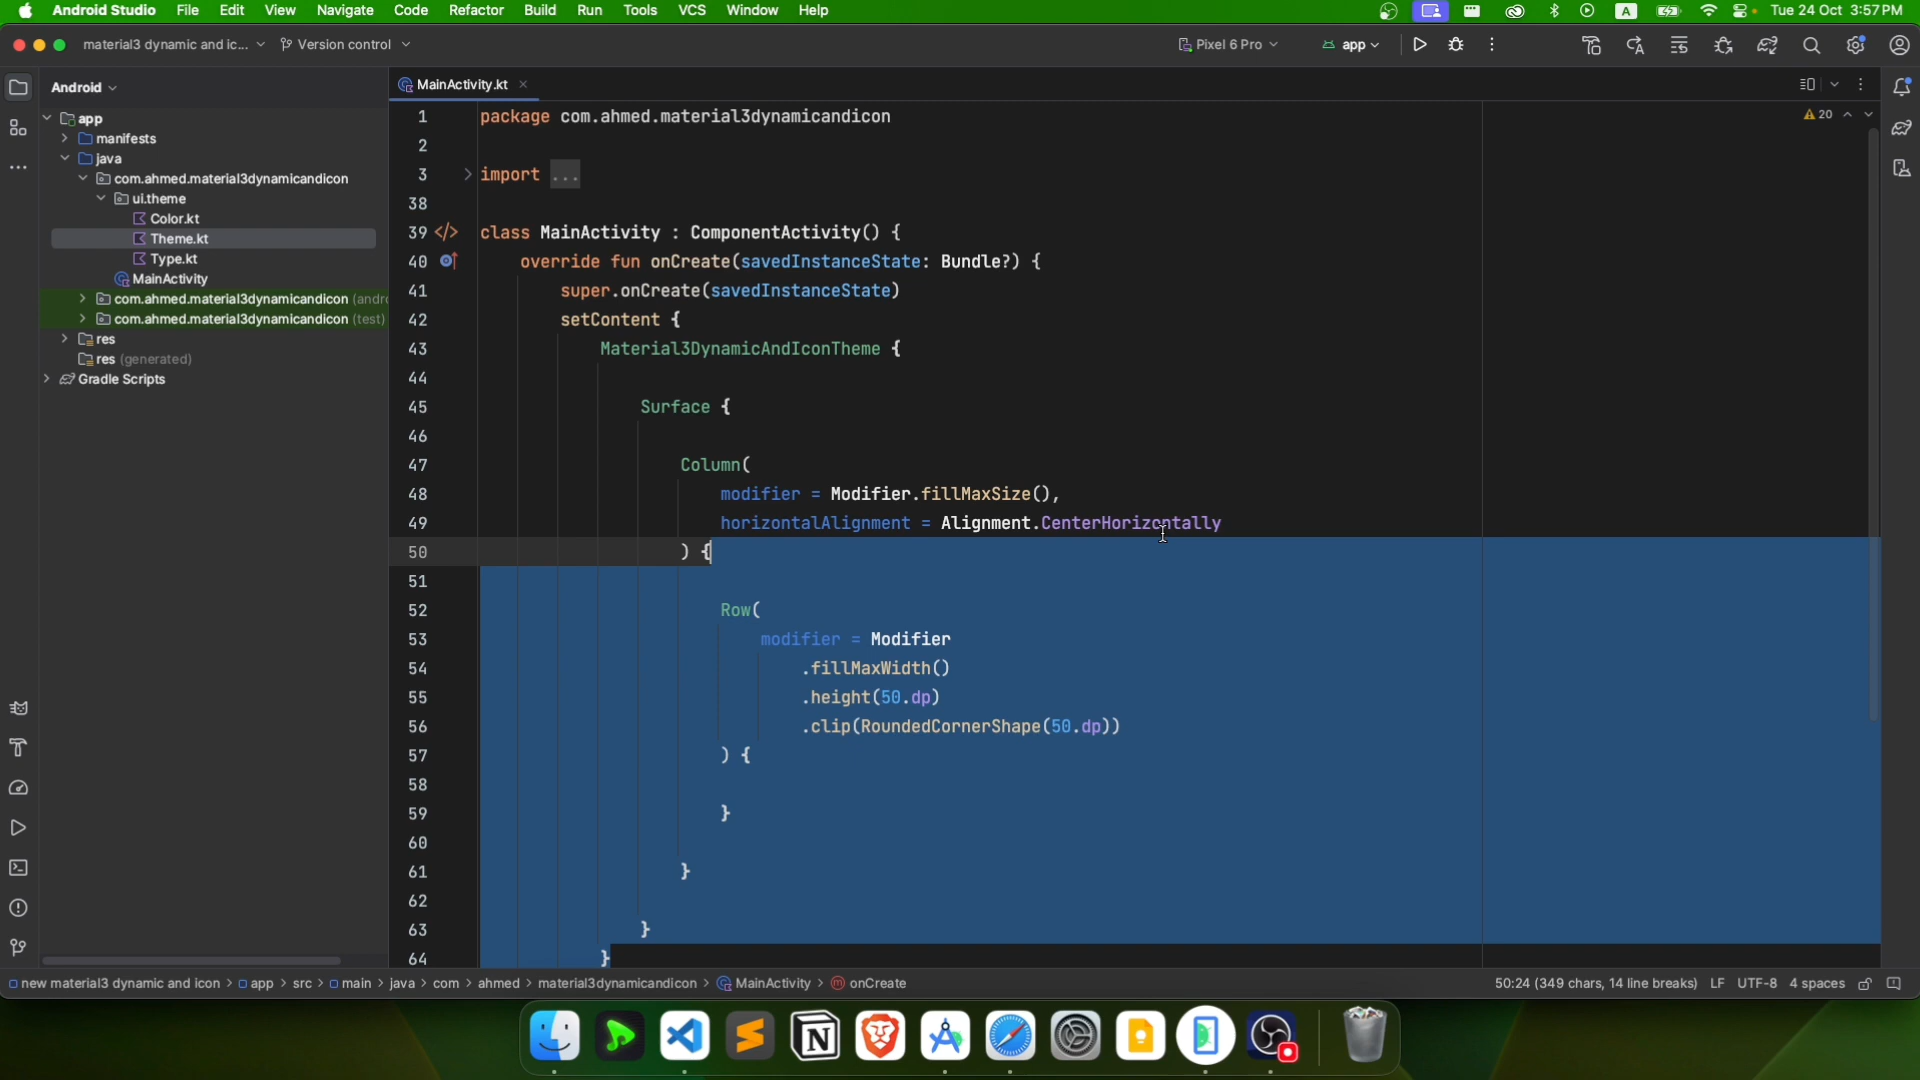 Android Studio File Edit View Navigate Code Refactor Build Run Tools VCS Window Help A Tue 24 Oct 3:57 PM
material3 dynamic and ic... Version control Pixel 6 Pro app
Android
MainActivity.kt
app
manifests
java
com.ahmed.material3dynamicandicon
ui.theme
Color.kt
Theme.kt
Type.kt
MainActivity
com.ahmed.material3dynamicandicon (andr
com.ahmed.material3dynamicandicon (test)
res
res (generated)
Gradle Scripts
20
1 package com.ahmed.material3dynamicandicon
2
3 import ...
38
39 </> class MainActivity : ComponentActivity() {
40 override fun onCreate(savedInstanceState: Bundle?) {
41 super.onCreate(savedInstanceState)
42 setContent {
43 Material3DynamicAndIconTheme {
44
45 Surface {
46
47 Column(
48 modifier = Modifier.fillMaxSize(),
49 horizontalAlignment = Alignment.CenterHorizontally
50 ) {
51
52 Row(
53 modifier = Modifier
54 .fillMaxWidth()
55 .height(50.dp)
56 .clip(RoundedCornerShape(50.dp))
57 ) {
58
59 }
60
61 }
62
63 }
64 }
new material3 dynamic and icon > app > src > main > java > com > ahmed > material3dynamicandicon > MainActivity > onCreate 50:24 (349 chars, 14 line breaks) LF UTF-8 4 spaces